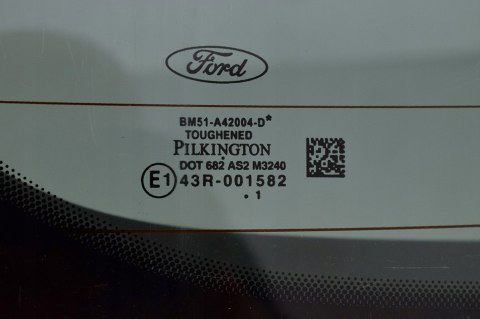 Ford
BM51-A42004-D*
TOUGHENED
PILKINGTON
DOT 682 AS2 M3240
E1 43R-001582
. 1